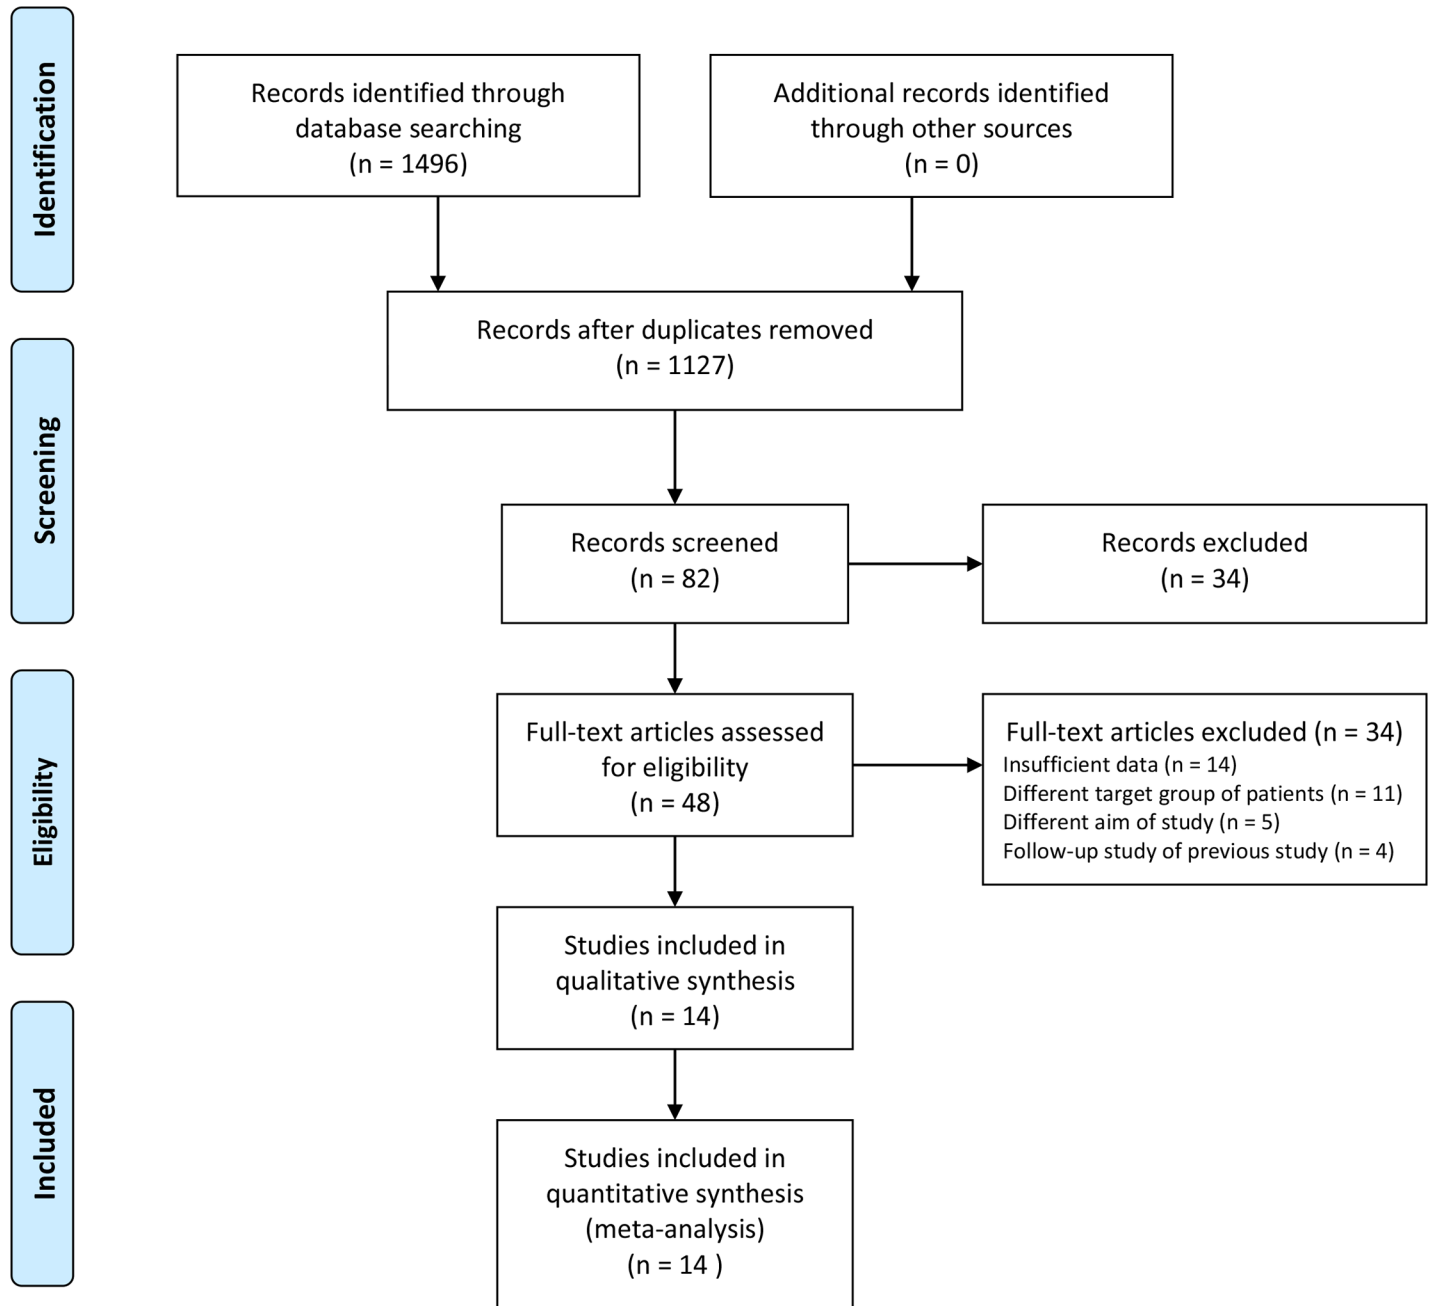 Identification
Records identified through
database searching
(n = 1496)
Additional records identified
through other sources
(n = 0)
Records after duplicates removed
(n = 1127)
Screening
Records screened
(n = 82)
Records excluded
(n = 34)
Eligibility
Full-text articles assessed
for eligibility
(n = 48)
Full-text articles excluded (n = 34)
Insufficient data (n = 14)
Different target group of patients (n = 11)
Different aim of study (n = 5)
Follow-up study of previous study (n = 4)
Studies included in
qualitative synthesis
(n = 14)
Included
Studies included in
quantitative synthesis
(meta-analysis)
(n = 14 )